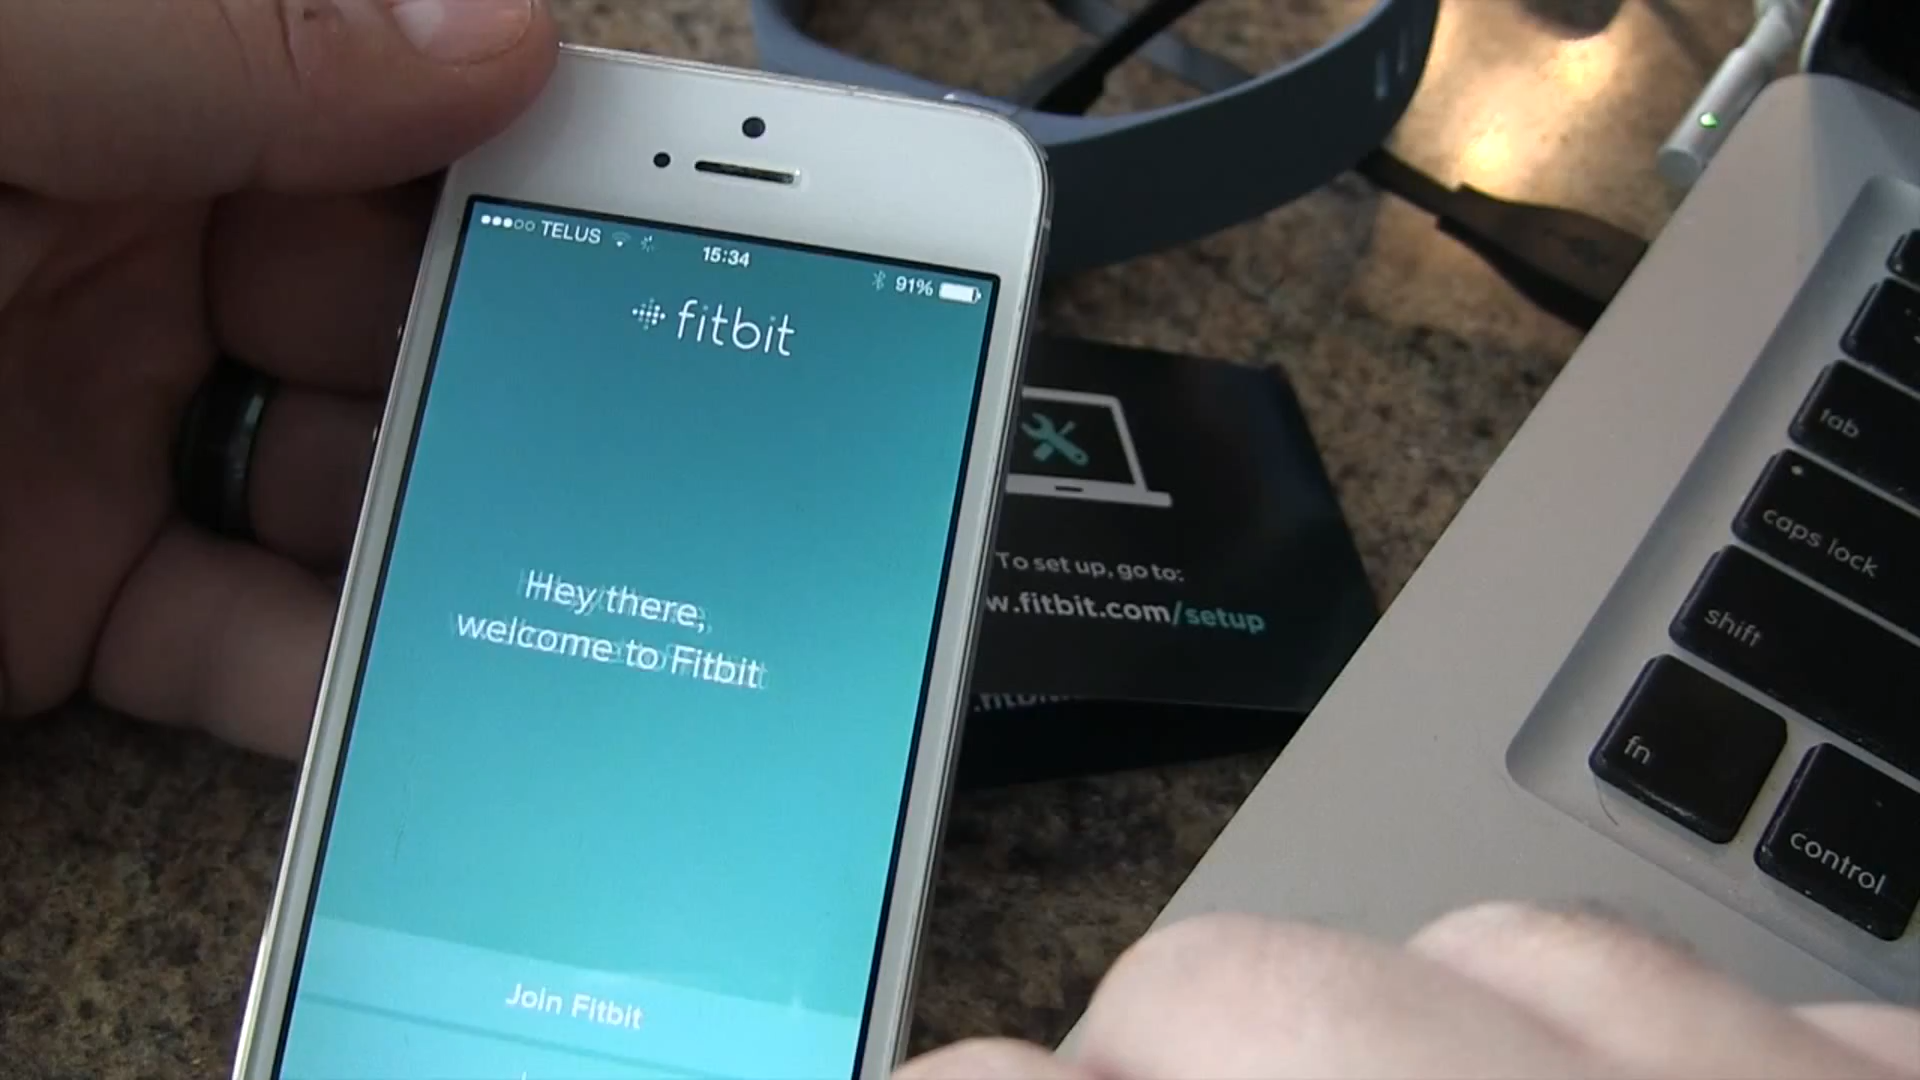 TELUS
15:34
91%
fitbit
Hey there,
welcome to Fitbit
Join Fitbit
To set up, go to:
w.fitbit.com/setup
tab
caps lock
shift
fn
control